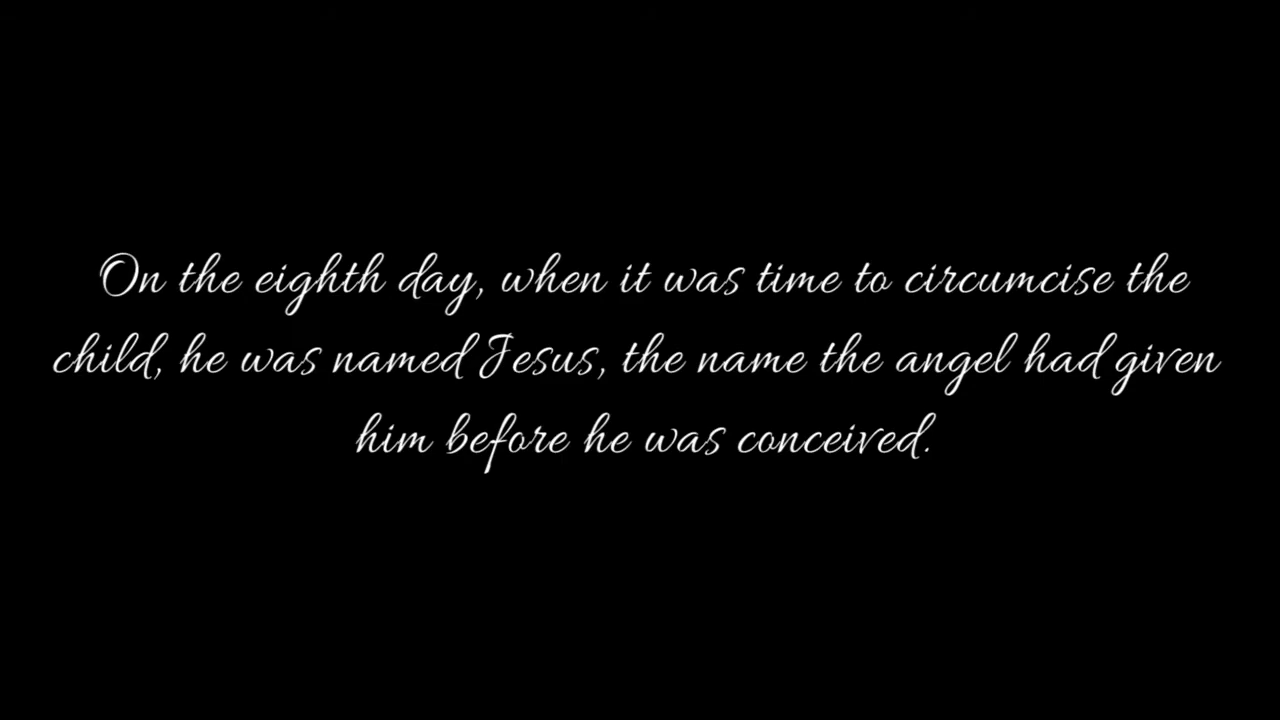 On the eighth day, when it was time to circumcise the
child, he was named Jesus, the name the angel had given
him before he was conceived.